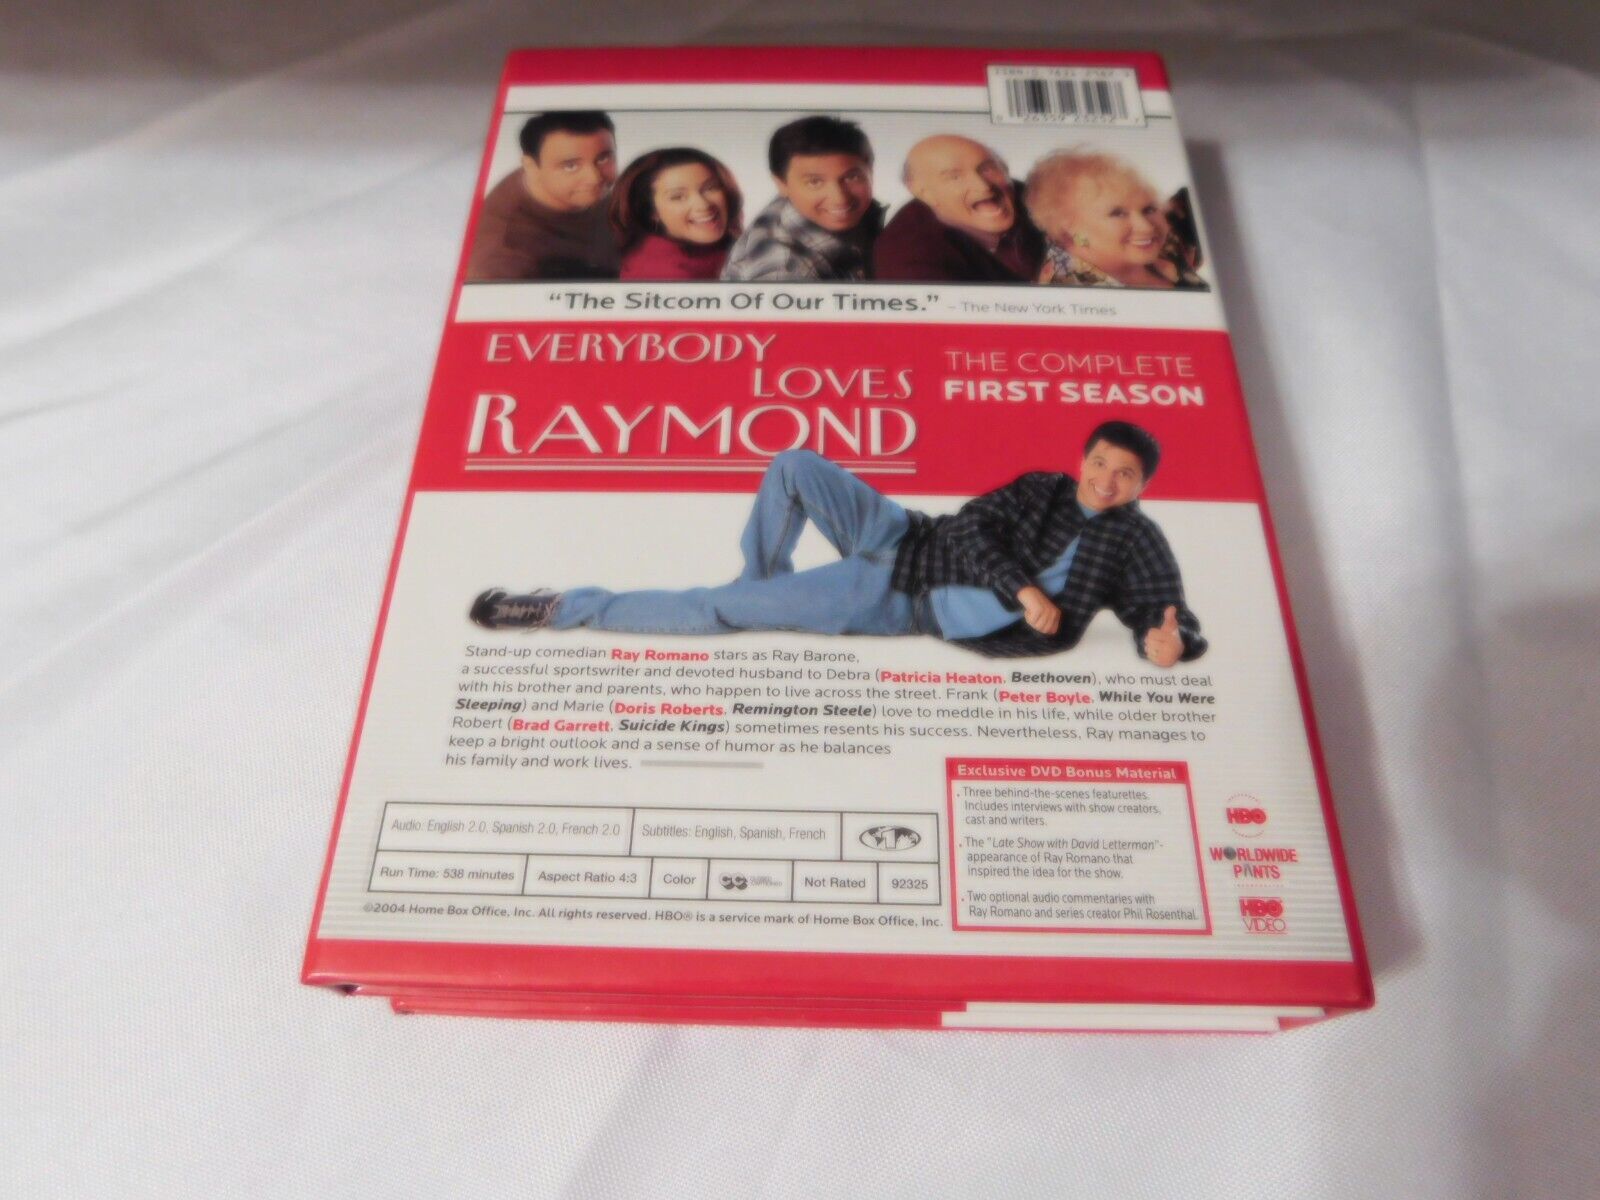 "The Sitcom Of Our Times." – The New York Times
EVERYBODY
LOVES
RAYMOND
THE COMPLETE
FIRST SEASON
Stand-up comedian Ray Romano stars as Ray Barone,
a successful sportswriter and devoted husband to Debra (Patricia Heaton, Beethoven), who must deal
with his brother and parents, who happen to live across the street. Frank (Peter Boyle, While You Were
Sleeping) and Marie (Doris Roberts, Remington Steele) love to meddle in his life, while older brother
Robert (Brad Garrett, Suicide Kings) sometimes resents his success. Nevertheless, Ray manages to
keep a bright outlook and a sense of humor as he balances
his family and work lives.
Exclusive DVD Bonus Material
. Three behind-the-scenes featurettes.
Includes interviews with show creators,
cast and writers.
. The "Late Show with David Letterman"-
appearance of Ray Romano that
inspired the idea for the show.
. Two optional audio commentaries with
Ray Romano and series creator Phil Rosenthal.
HBO
WORLDWIDE
PANTS
HBO
VIDEO
Audio: English 2.0, Spanish 2.0, French 2.0
Subtitles: English, Spanish, French
1
Run Time: 538 minutes
Aspect Ratio 4:3
Color
CC
Not Rated
92325
©2004 Home Box Office, Inc. All rights reserved. HBO® is a service mark of Home Box Office, Inc.